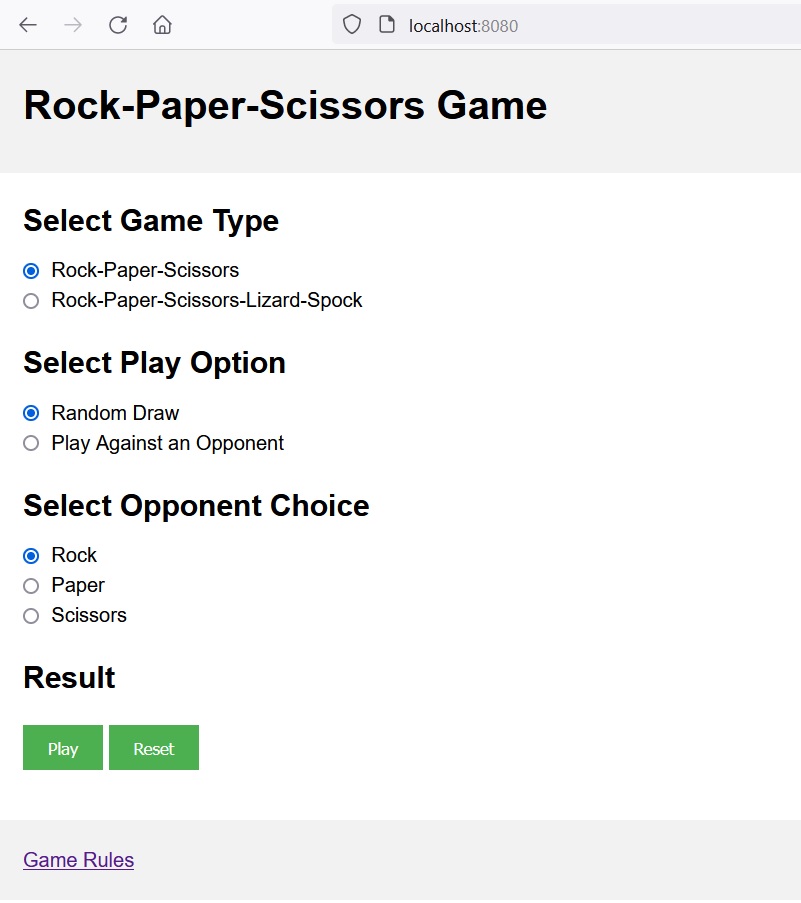 localhost:8080
Rock-Paper-Scissors Game
Select Game Type
Rock-Paper-Scissors
Rock-Paper-Scissors-Lizard-Spock
Select Play Option
Random Draw
Play Against an Opponent
Select Opponent Choice
Rock
Paper
Scissors
Result
Play Reset
Game Rules